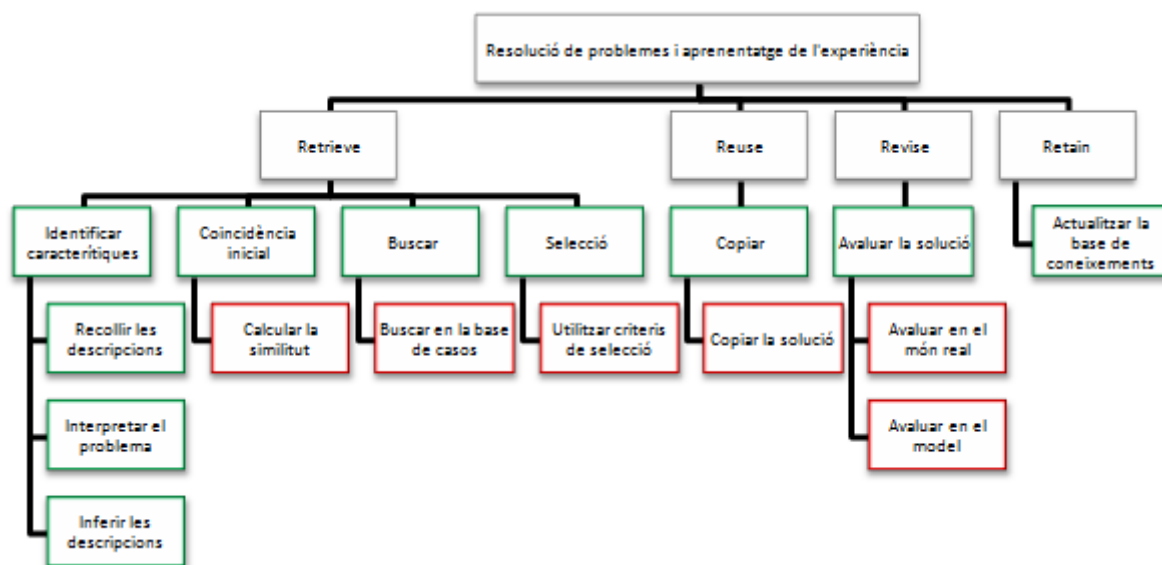 Resolució de problemes i aprenentatge de l'experiència
Retrieve
Reuse
Revise
Retain
Identificar
caracterítiques
Coincidència
inicial
Buscar
Selecció
Copiar
Avaluar la solució
Actualitzar la
base de
coneixements
Recollir les
descripcions
Calcular la
similitut
Buscar en la base
de casos
Utilitzar criteris
de selecció
Copiar la solució
Avaluar en el
món real
Interpretar el
problema
Avaluar en el
model
Inferir les
descripcions